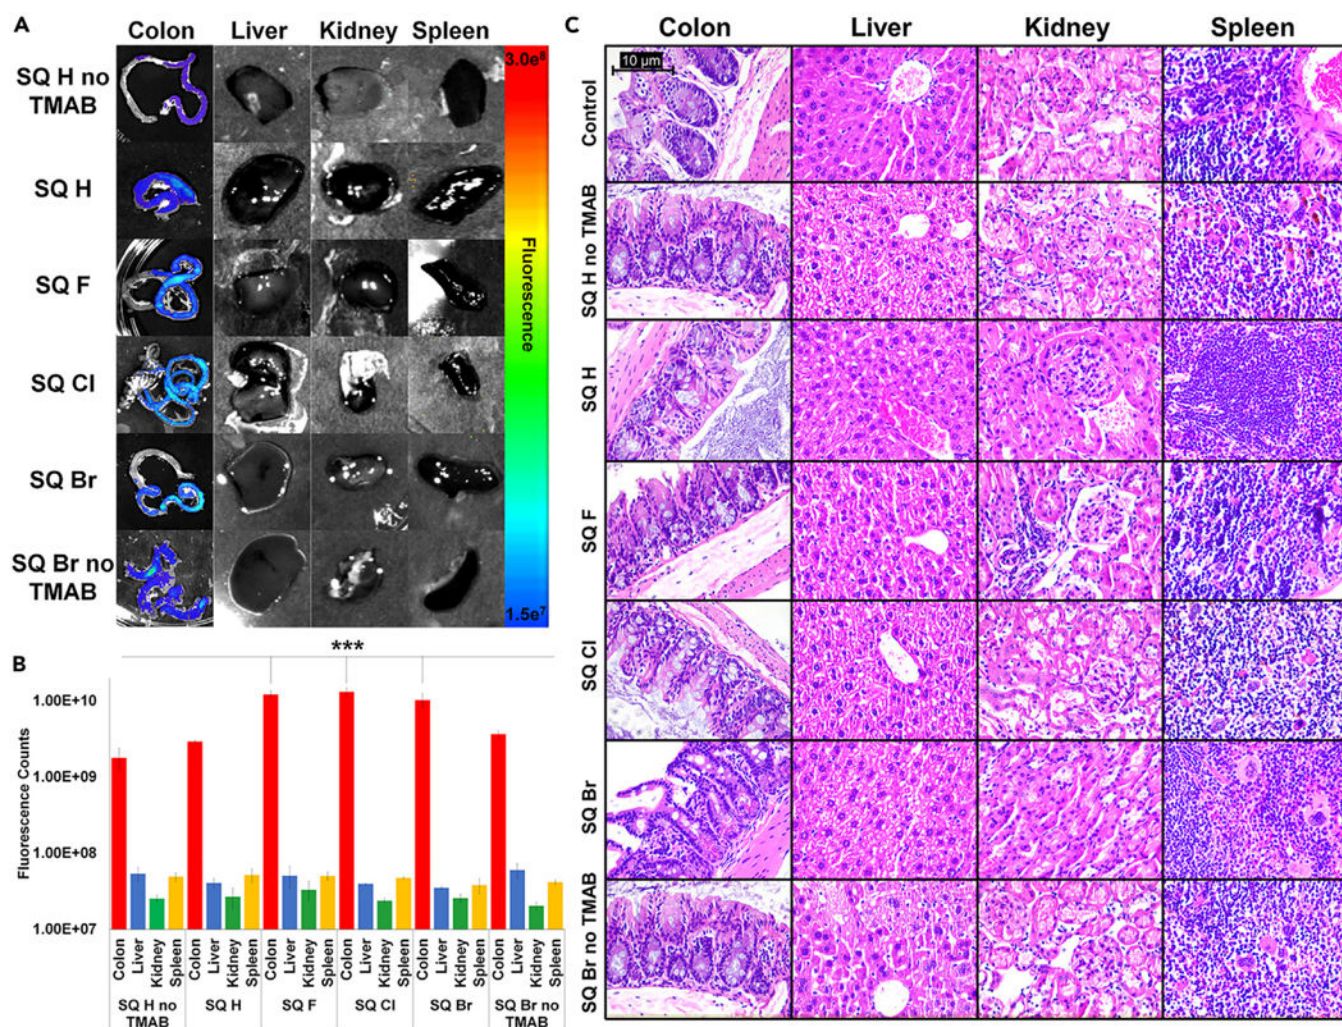 A
Colon Liver Kidney Spleen
SQ H no
TMAB
SQ H
SQ F
SQ Cl
SQ Br
SQ Br no
TMAB
3.0e⁸
Fluorescence
1.5e⁷
B
***
Fluorescence Counts
1.00E+10
1.00E+09
1.00E+08
1.00E+07
Colon Liver Kidney Spleen Colon Liver Kidney Spleen Colon Liver Kidney Spleen Colon Liver Kidney Spleen Colon Liver Kidney Spleen Colon Liver Kidney Spleen
SQ H no
TMAB
SQ H
SQ F
SQ Cl
SQ Br
SQ Br no
TMAB
C
Colon Liver Kidney Spleen
10 µm
Control
SQ H no TMAB
SQ H
SQ F
SQ Cl
SQ Br
SQ Br no TMAB